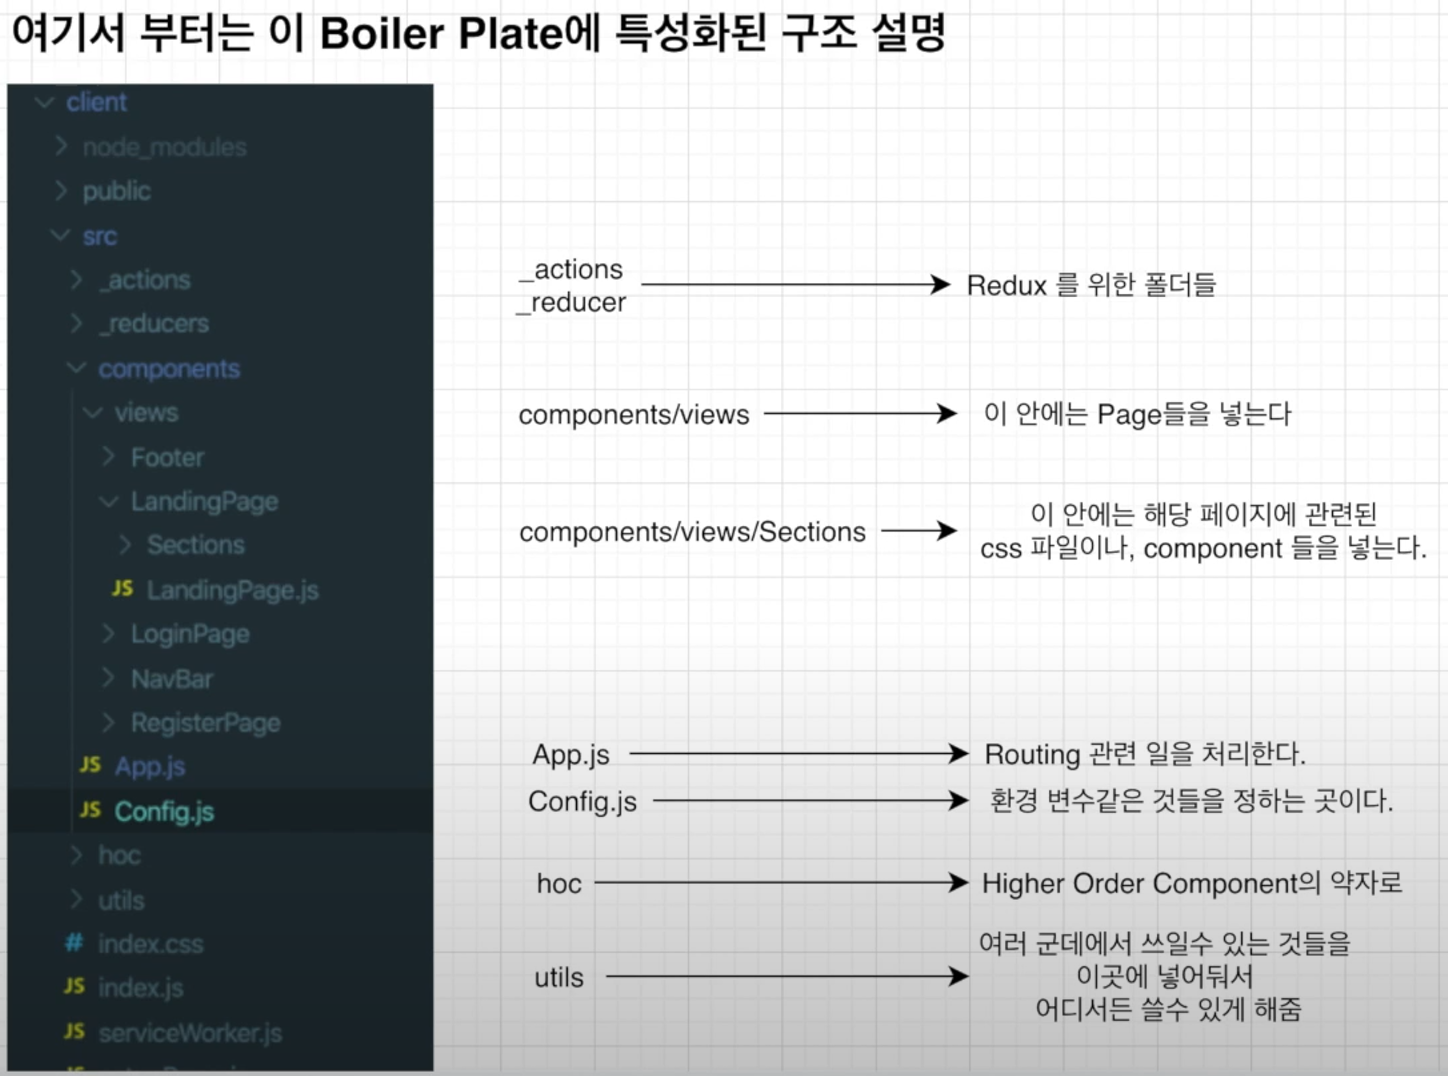 여기서 부터는 이 Boiler Plate에 특성화된 구조 설명
client
node_modules
public
src
_actions
_reducers
components
views
Footer
LandingPage
Sections
JS LandingPage.js
LoginPage
NavBar
RegisterPage
JS App.js
JS Config.js
hoc
utils
# index.css
JS index.js
JS serviceWorker.js
_actions
_reducer
Redux 를 위한 폴더들
components/views
이 안에는 Page들을 넣는다
components/views/Sections
이 안에는 해당 페이지에 관련된
css 파일이나, component 들을 넣는다.
App.js
Routing 관련 일을 처리한다.
Config.js
환경 변수같은 것들을 정하는 곳이다.
hoc
Higher Order Component의 약자로
utils
여러 군데에서 쓰일수 있는 것들을
이곳에 넣어둬서
어디서든 쓸수 있게 해줌